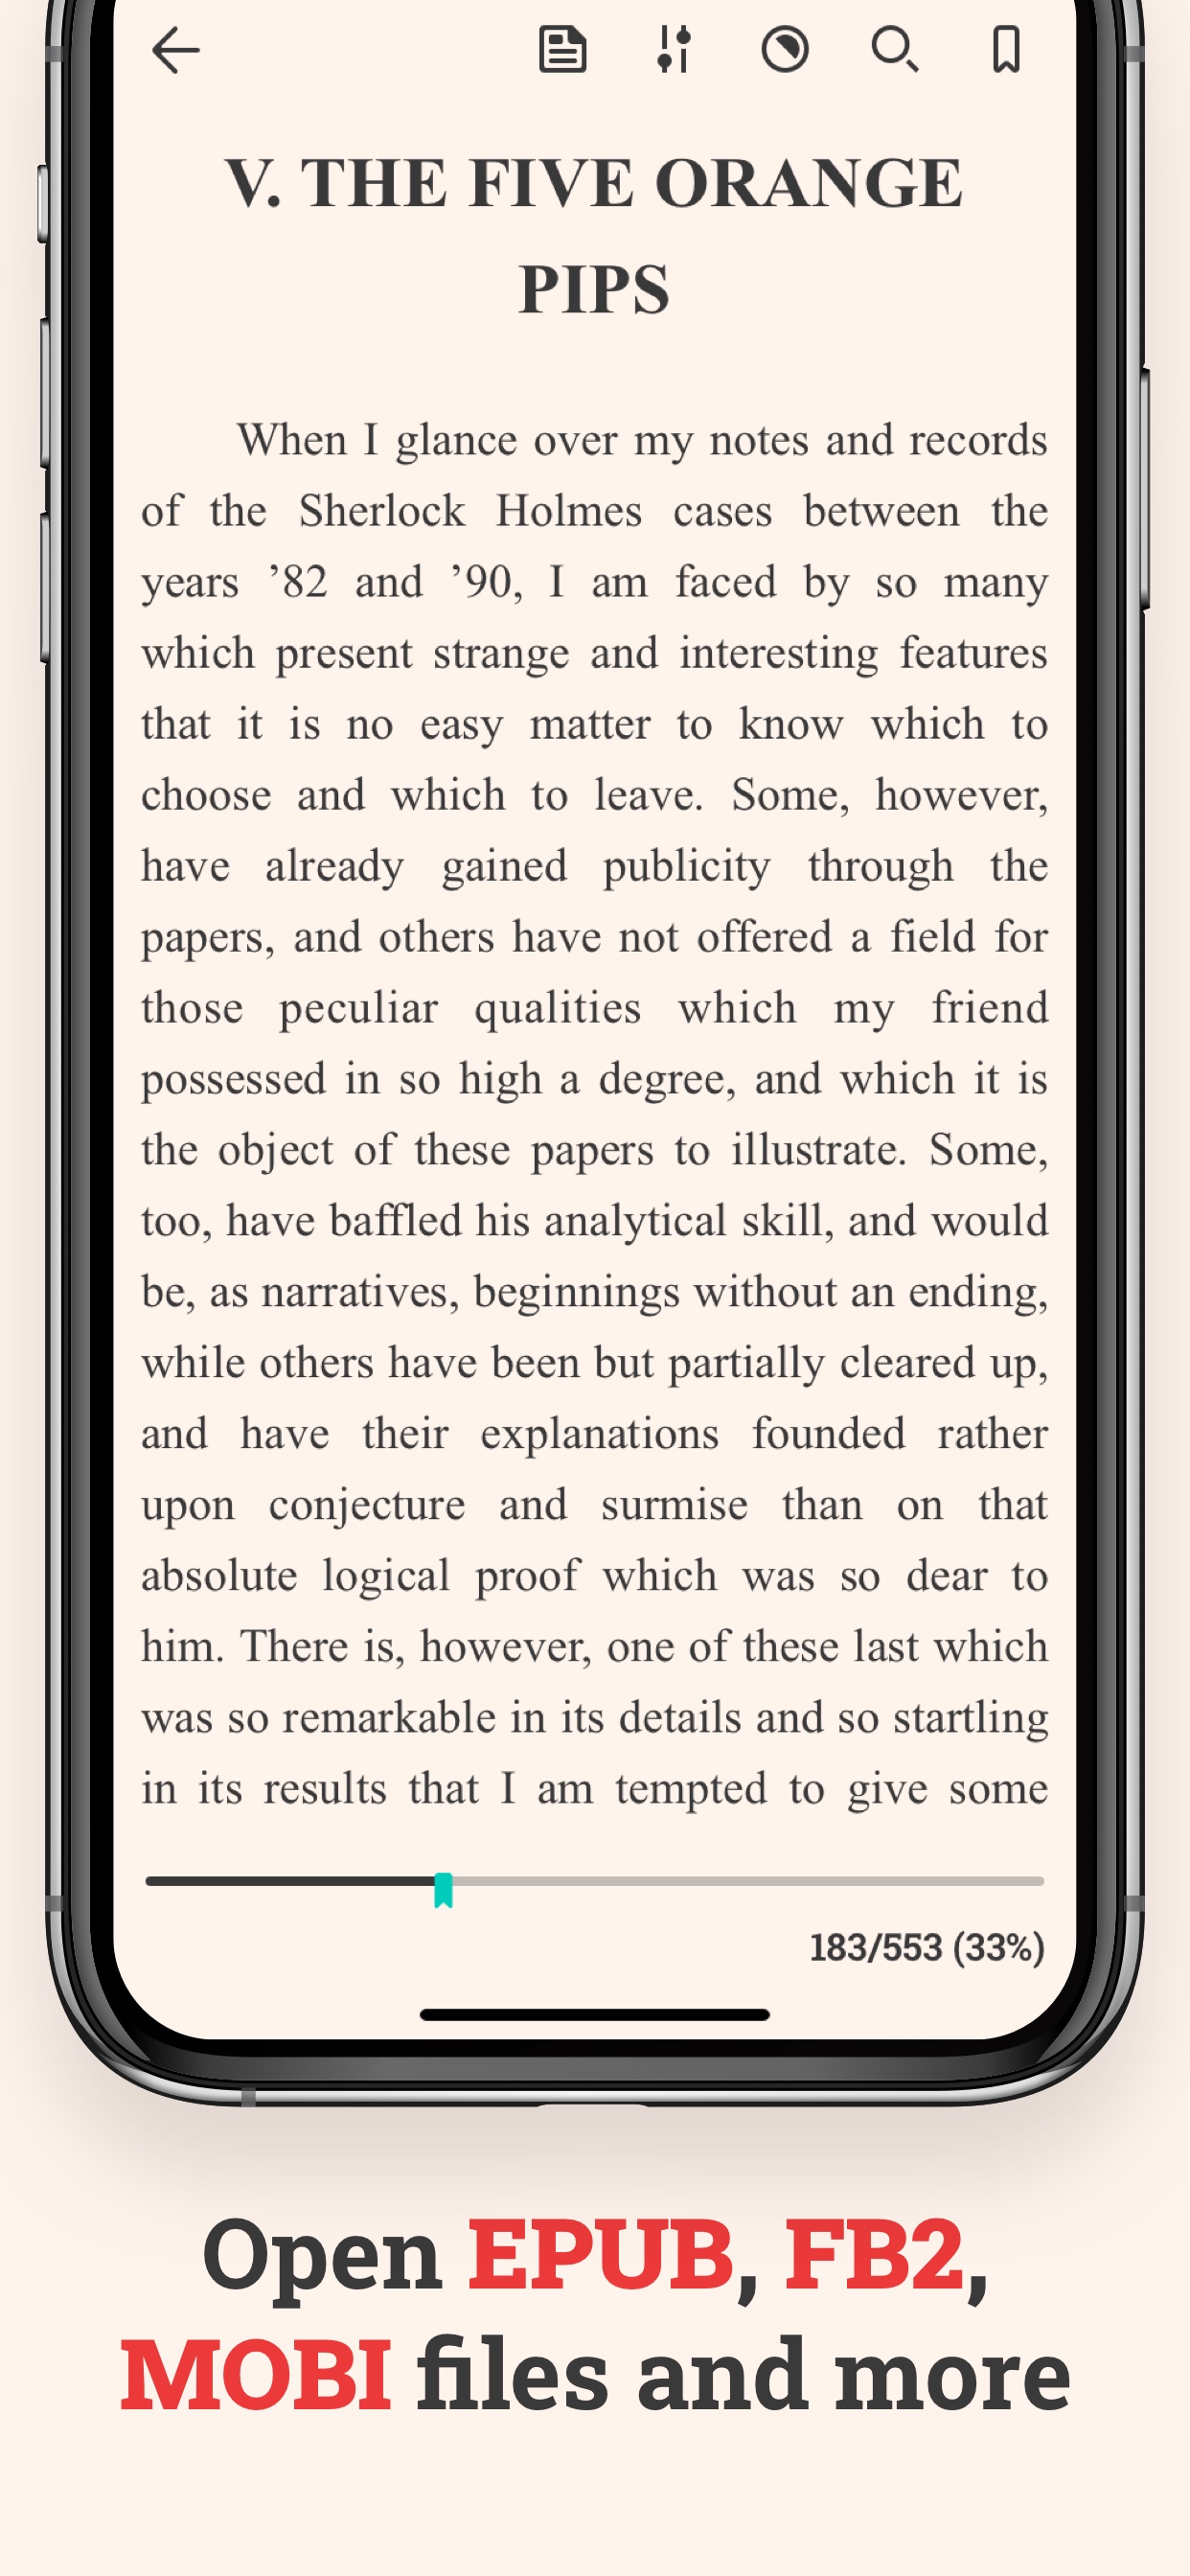 V. THE FIVE ORANGE
PIPS
When I glance over my notes and records
of the Sherlock Holmes cases between the
years ’82 and ’90, I am faced by so many
which present strange and interesting features
that it is no easy matter to know which to
choose and which to leave. Some, however,
have already gained publicity through the
papers, and others have not offered a field for
those peculiar qualities which my friend
possessed in so high a degree, and which it is
the object of these papers to illustrate. Some,
too, have baffled his analytical skill, and would
be, as narratives, beginnings without an ending,
while others have been but partially cleared up,
and have their explanations founded rather
upon conjecture and surmise than on that
absolute logical proof which was so dear to
him. There is, however, one of these last which
was so remarkable in its details and so startling
in its results that I am tempted to give some
183/553 (33%)
Open EPUB, FB2,
MOBI files and more